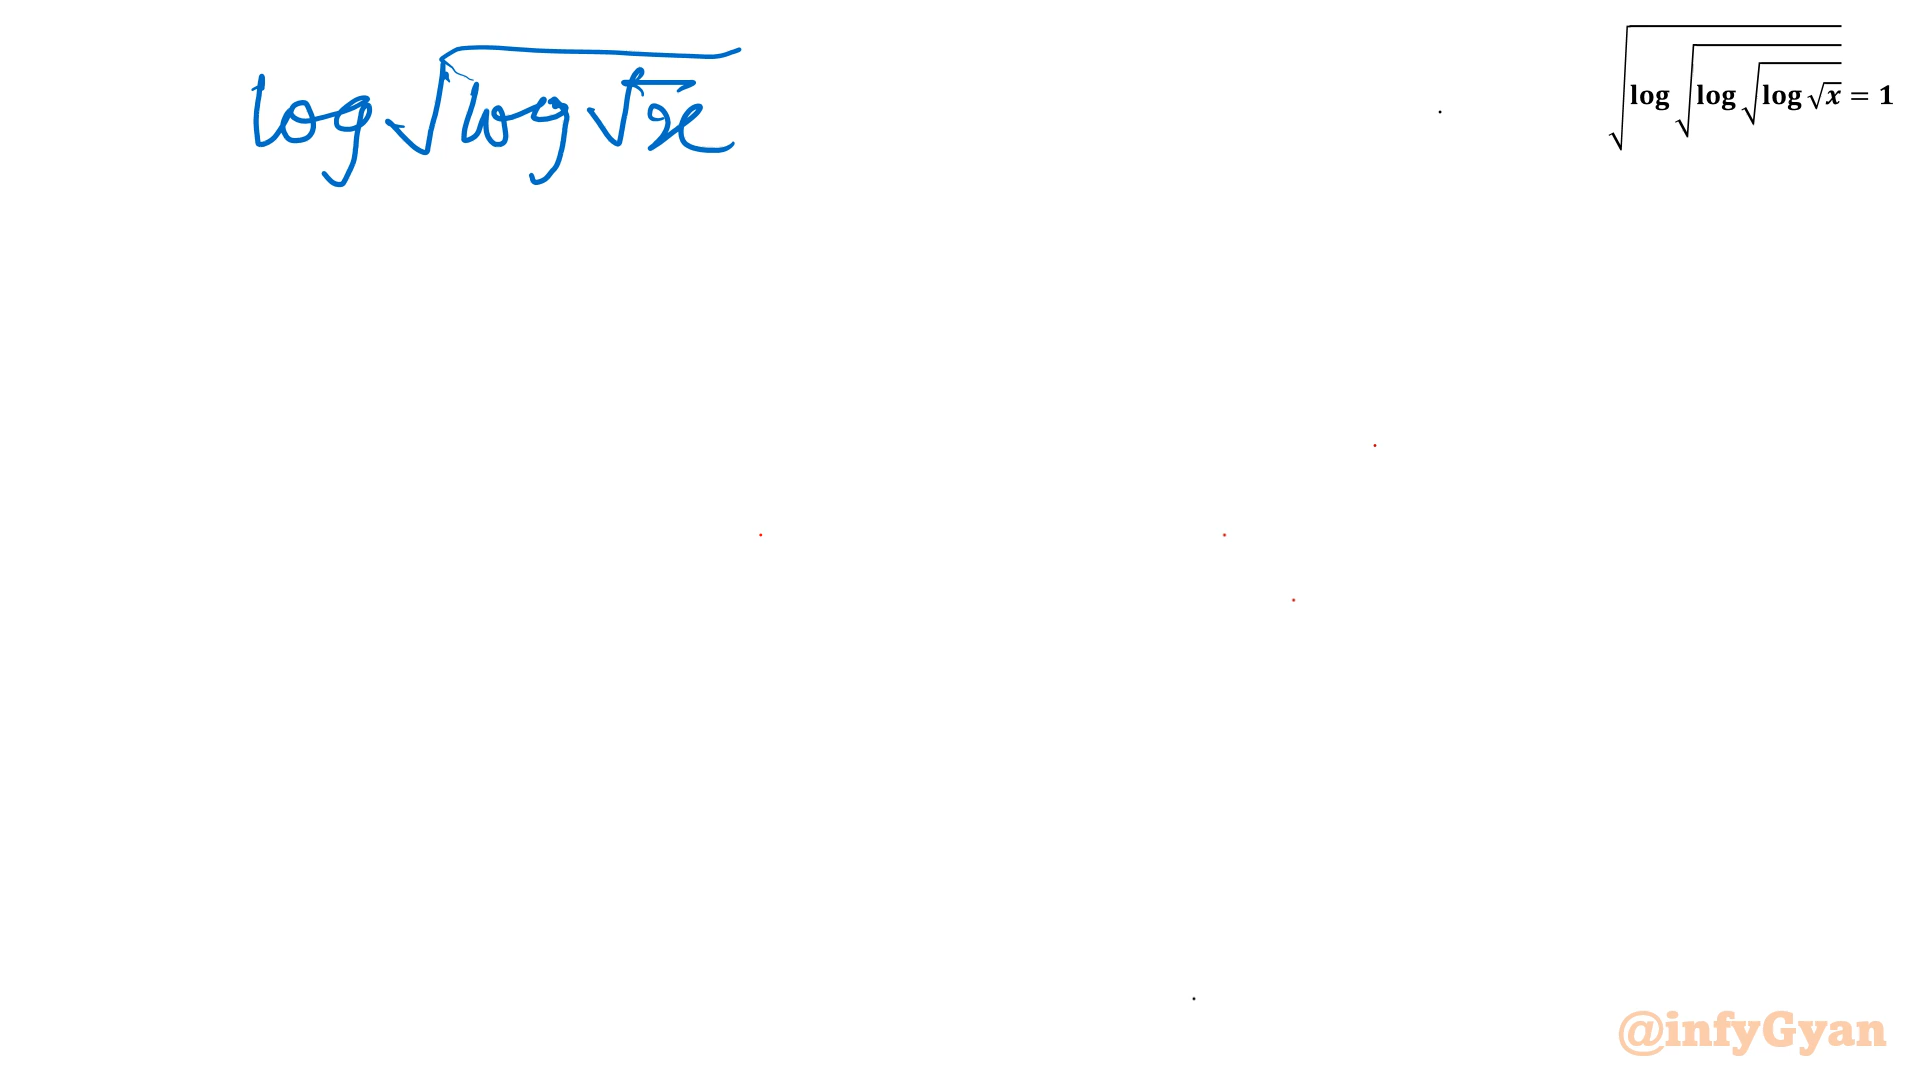 log √(log √x)
√(log √(log √(log √x))) = 1
@infyGyan